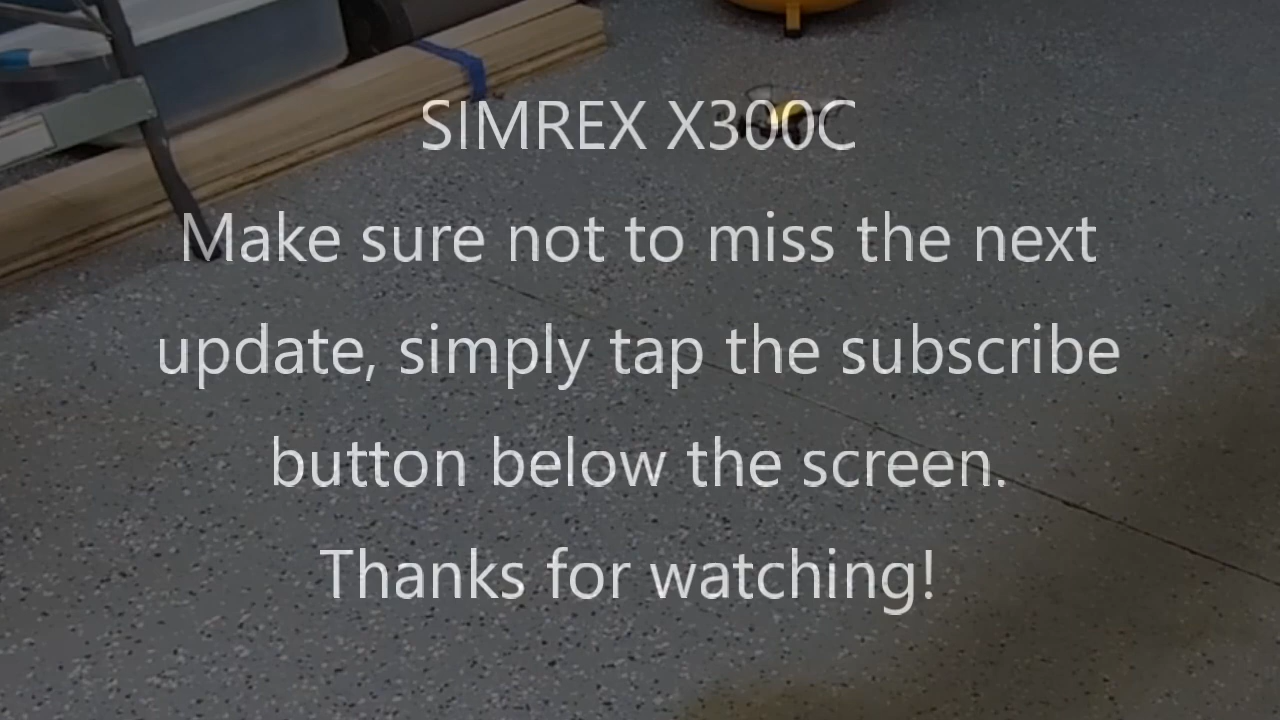 SIMREX X300C
Make sure not to miss the next
update, simply tap the subscribe
button below the screen.
Thanks for watching!